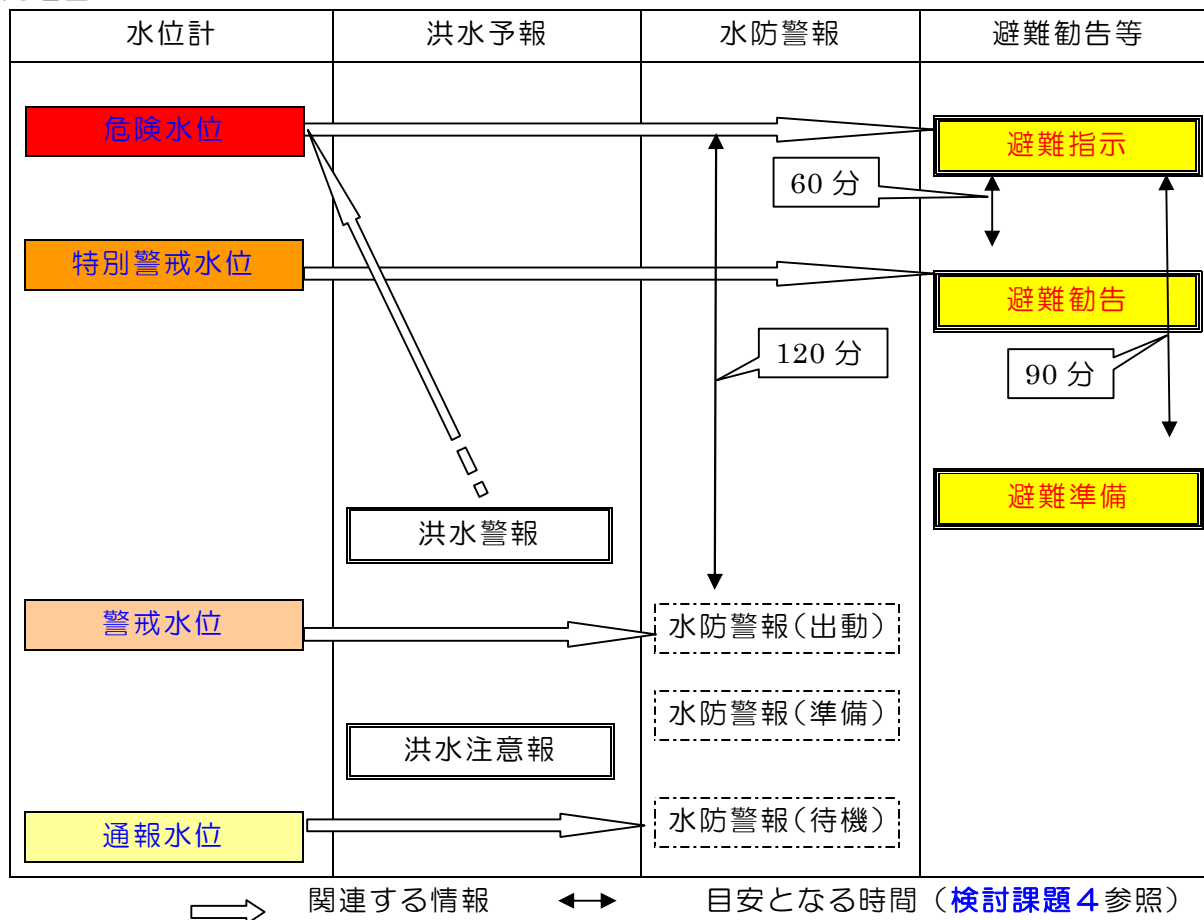 水位計 洪水予報 水防警報 避難勧告等
危険水位
避難指示
60 分
特別警戒水位
避難勧告
120 分
90 分
避難準備
洪水警報
警戒水位
水防警報(出動)
水防警報(準備)
洪水注意報
通報水位
水防警報(待機)
関連する情報 目安となる時間(検討課題4参照)